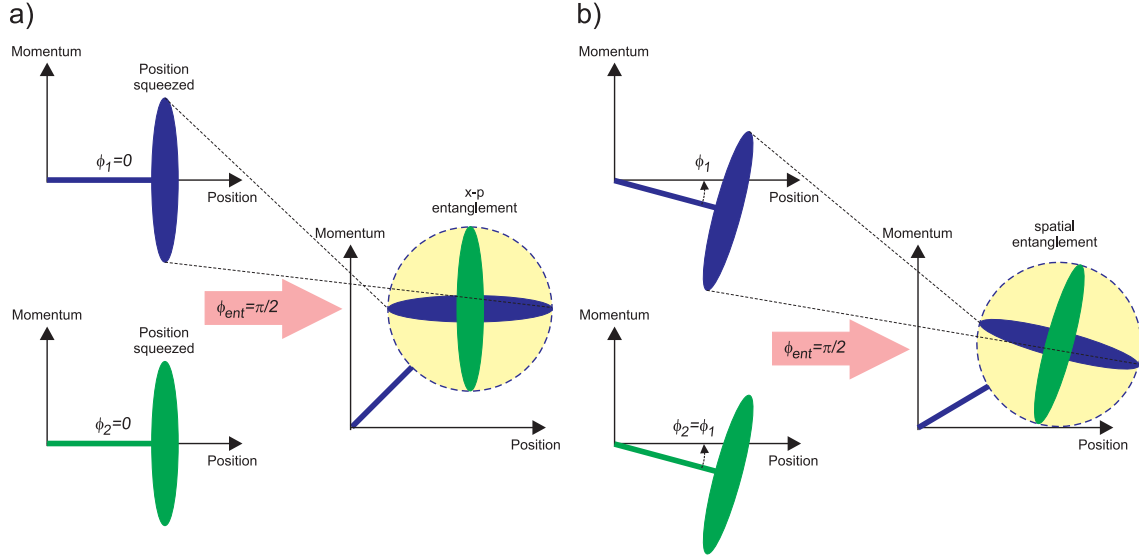 a)
Momentum
Position
squeezed
ϕ₁=0
Position
x-p
entanglement
Momentum
ϕₑₙₜ=π/2
Momentum
Position
squeezed
ϕ₂=0
Position
Position
b)
Momentum
ϕ₁
Position
spatial
entanglement
Momentum
ϕₑₙₜ=π/2
Momentum
ϕ₂=ϕ₁
Position
Position